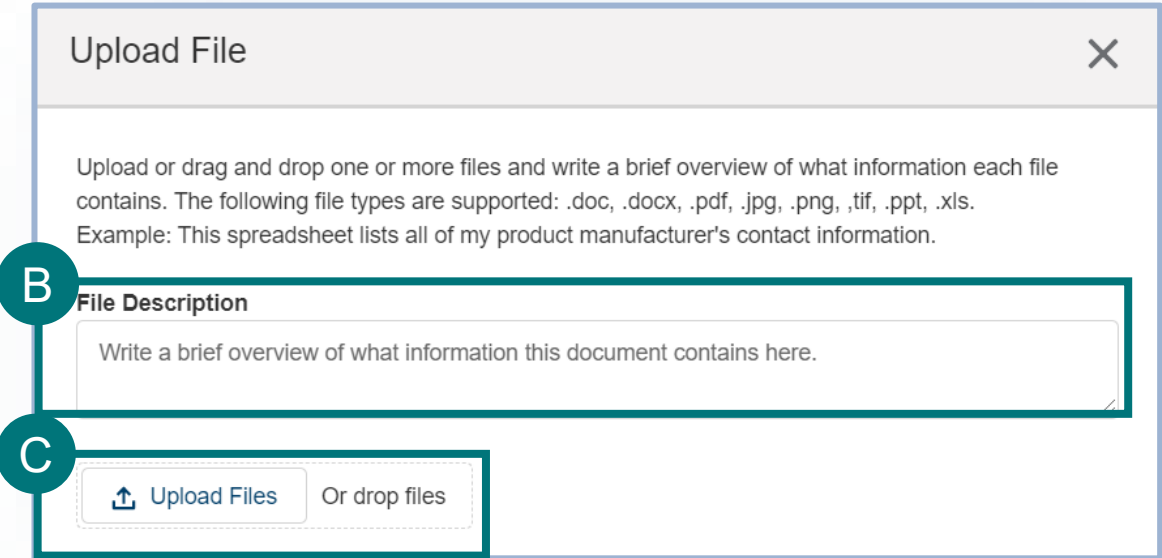 Upload File
Upload or drag and drop one or more files and write a brief overview of what information each file
contains. The following file types are supported: .doc, .docx, .pdf, .jpg, .png, ,tif, .ppt, .xls.
Example: This spreadsheet lists all of my product manufacturer's contact information.
B
File Description
Write a brief overview of what information this document contains here.
C
Upload Files Or drop files